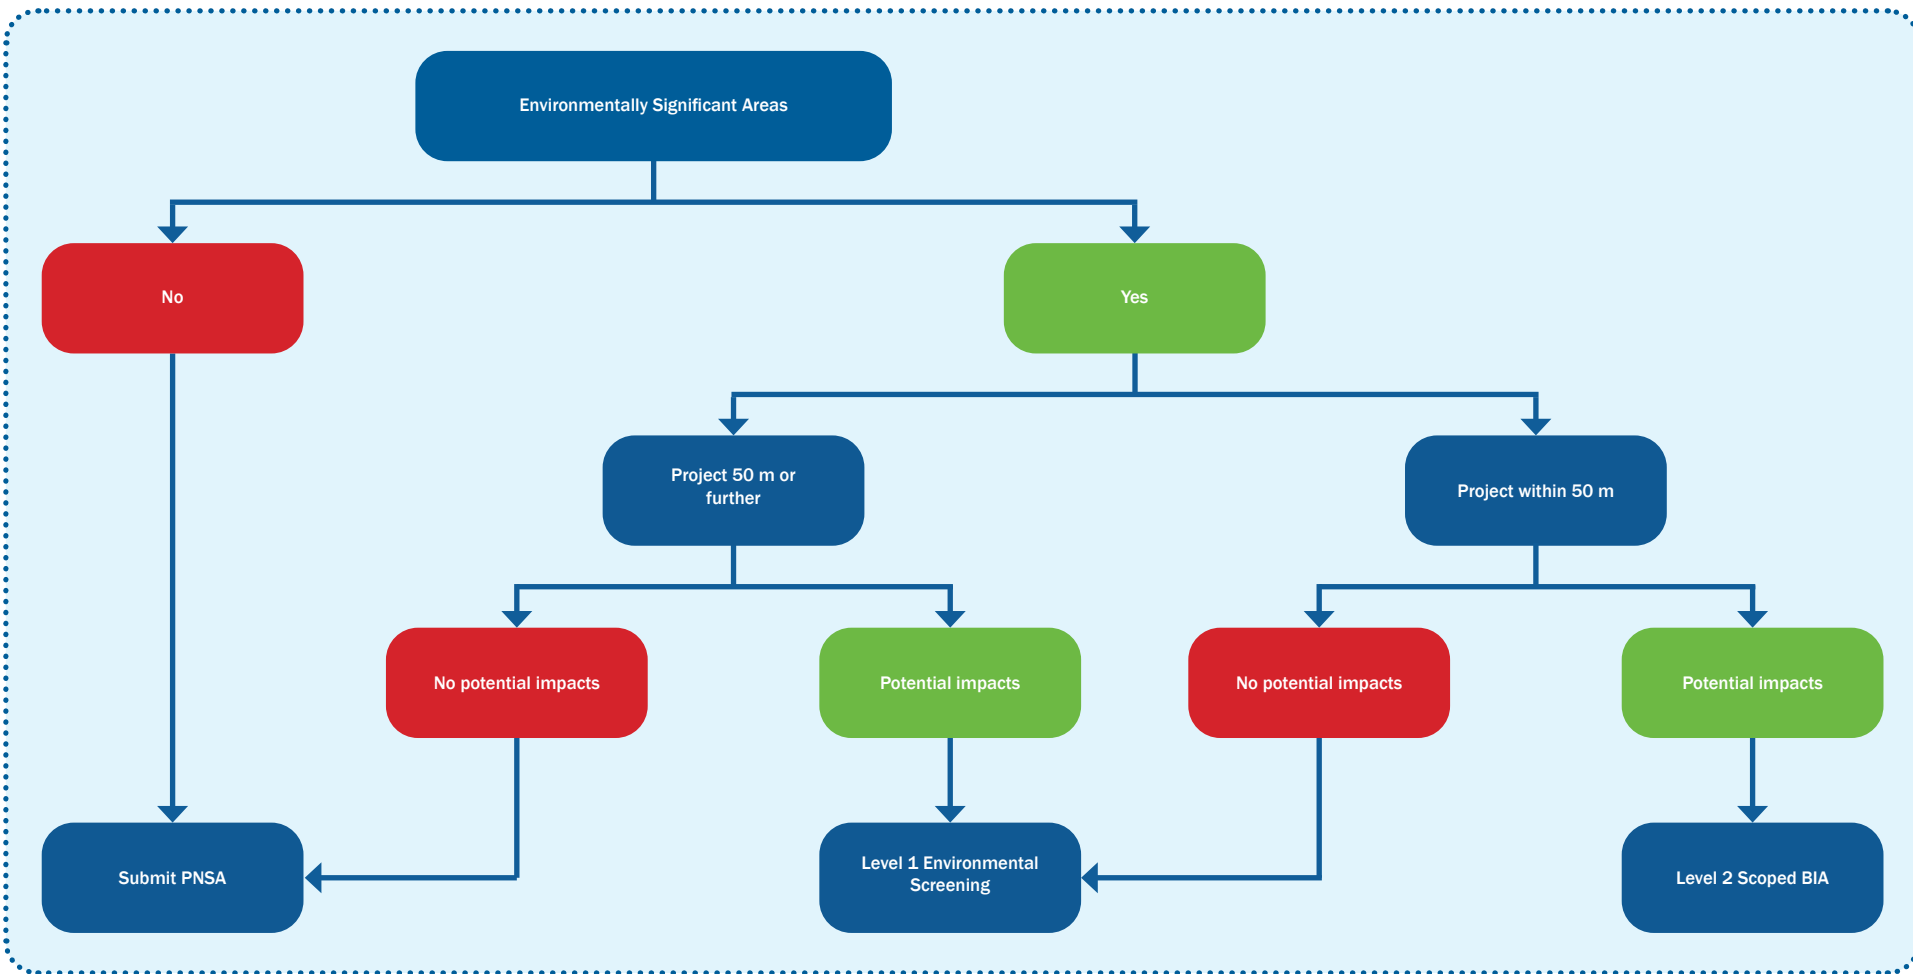 Environmentally Significant Areas
No
Yes
Project 50 m or
further
Project within 50 m
No potential impacts
Potential impacts
No potential impacts
Potential impacts
Submit PNSA
Level 1 Environmental
Screening
Level 2 Scoped BIA